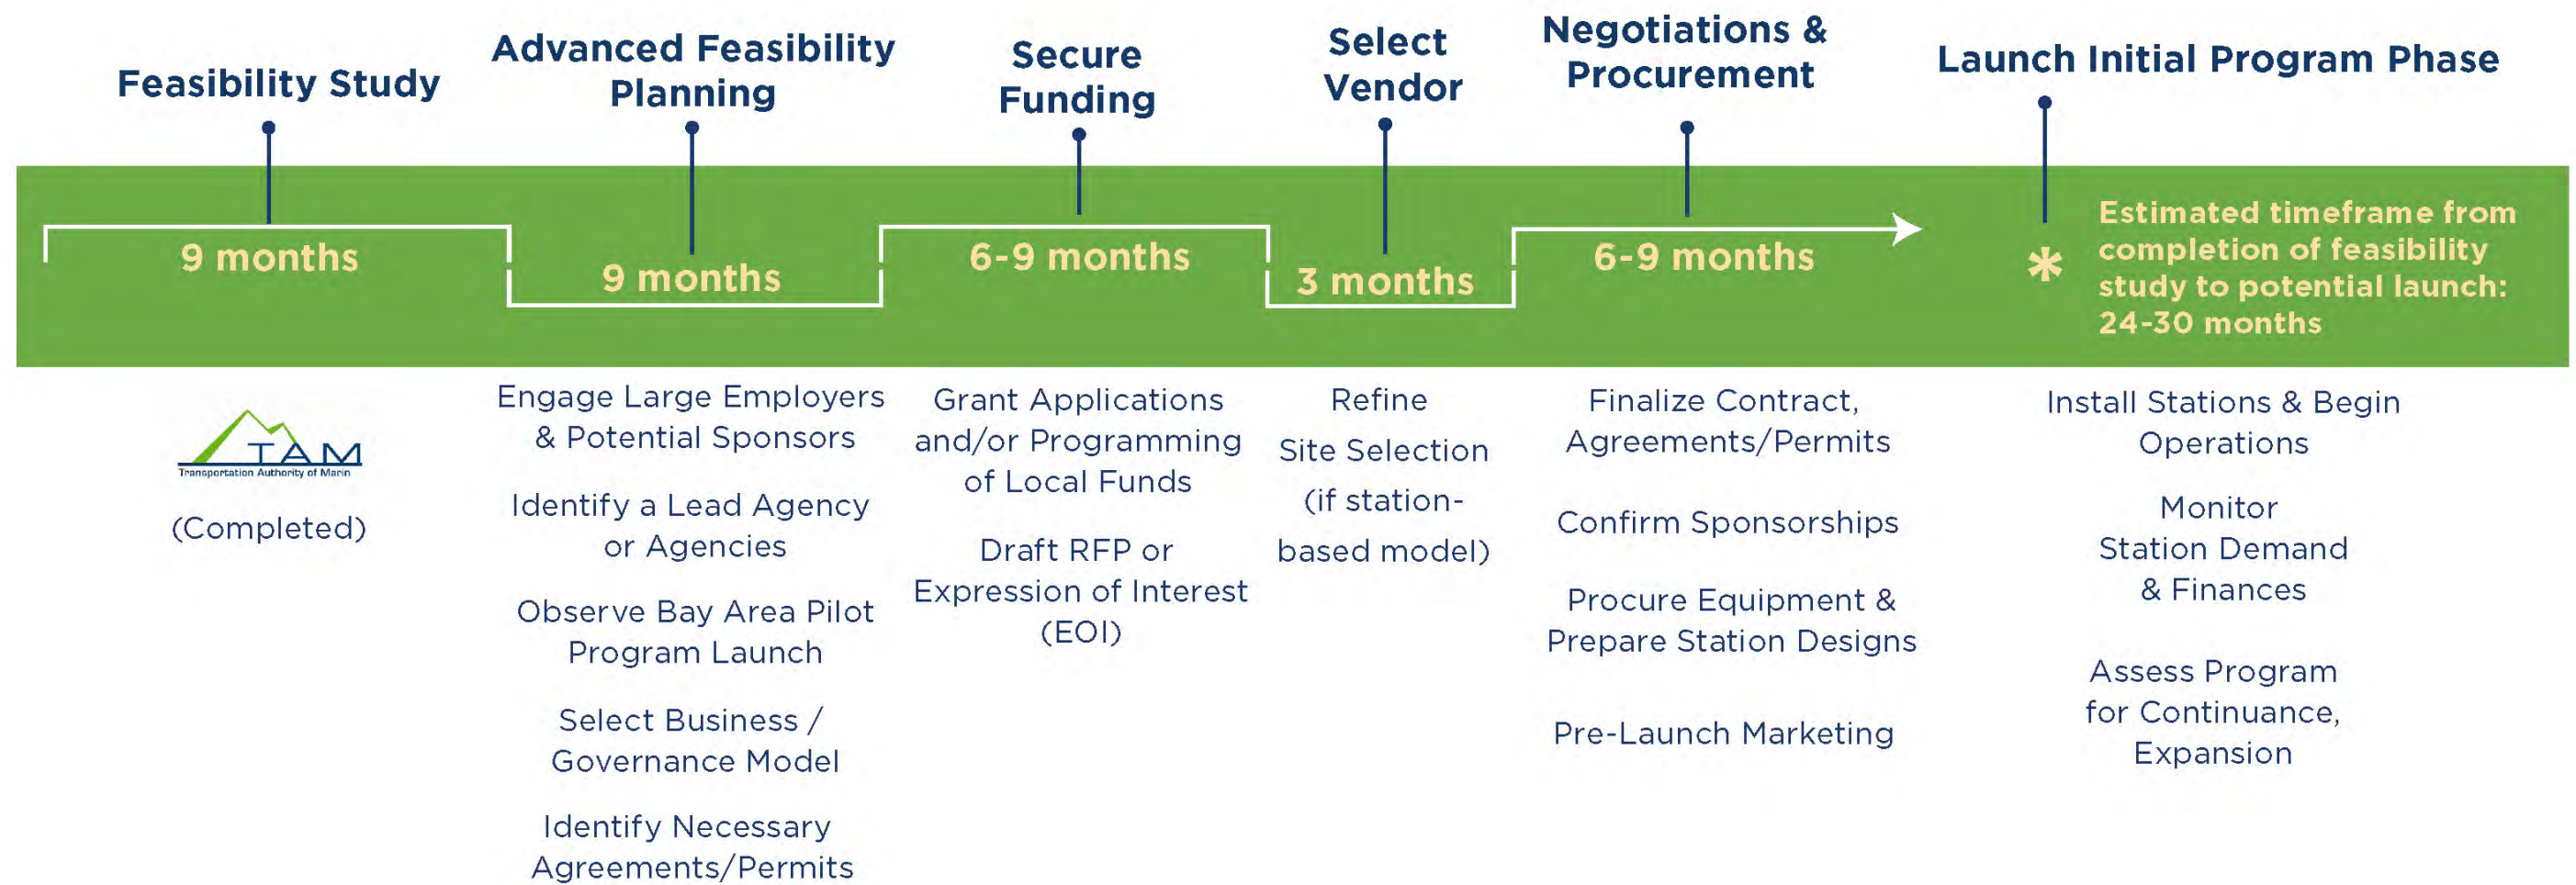 Feasibility Study
9 months
TAM
Transportation Authority of Marin
(Completed)
Advanced Feasibility
Planning
9 months
Engage Large Employers
& Potential Sponsors
Identify a Lead Agency
or Agencies
Observe Bay Area Pilot
Program Launch
Select Business /
Governance Model
Identify Necessary
Agreements/Permits
Secure
Funding
6-9 months
Grant Applications
and/or Programming
of Local Funds
Draft RFP or
Expression of Interest
(EOI)
Select
Vendor
3 months
Refine
Site Selection
(if station-
based model)
Negotiations &
Procurement
6-9 months
Finalize Contract,
Agreements/Permits
Confirm Sponsorships
Procure Equipment &
Prepare Station Designs
Pre-Launch Marketing
Launch Initial Program Phase
*
Estimated timeframe from
completion of feasibility
study to potential launch:
24-30 months
Install Stations & Begin
Operations
Monitor
Station Demand
& Finances
Assess Program
for Continuance,
Expansion